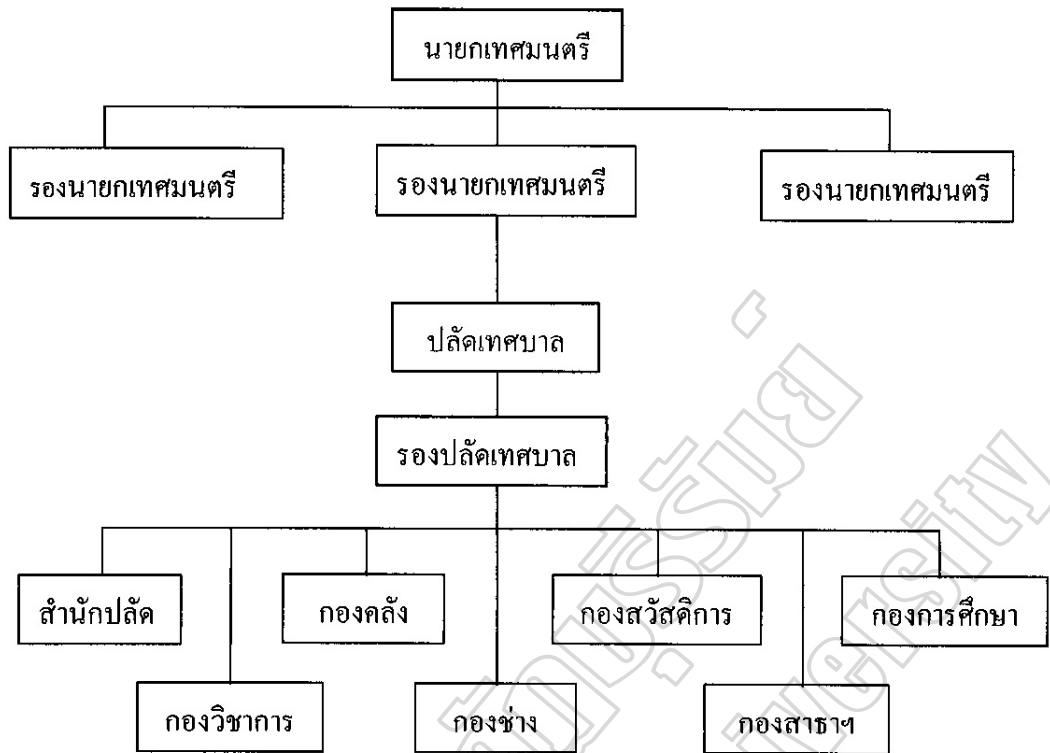 นายกเทศมนตรี
รองนายกเทศมนตรี
รองนายกเทศมนตรี
รองนายกเทศมนตรี
ปลัดเทศบาล
รองปลัดเทศบาล
สำนักปลัด
กองคลัง
กองสวัสดิการ
กองการศึกษา
กองวิชาการ
กองช่าง
กองสาธาฯ